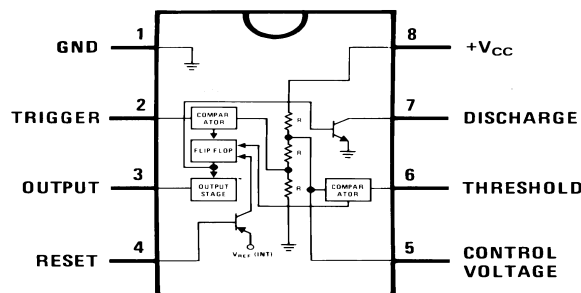 GND 1
8 +VCC
TRIGGER 2
7 DISCHARGE
COMPAR
ATOR
R
FLIP FLOP
R
OUTPUT 3
OUTPUT
STAGE
R
COMPAR
ATOR
6 THRESHOLD
RESET 4
VREF (INT)
5 CONTROL
VOLTAGE